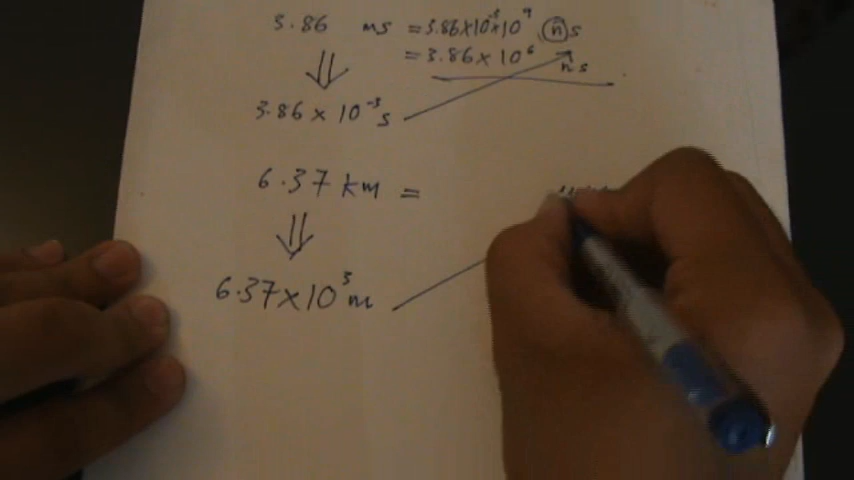 3.86 ms = 3.86×10⁻³×10⁹ ns
= 3.86 × 10⁶ ns
⇓
3.86 × 10⁻³ s
6.37 km =
⇓
6.37×10³ m